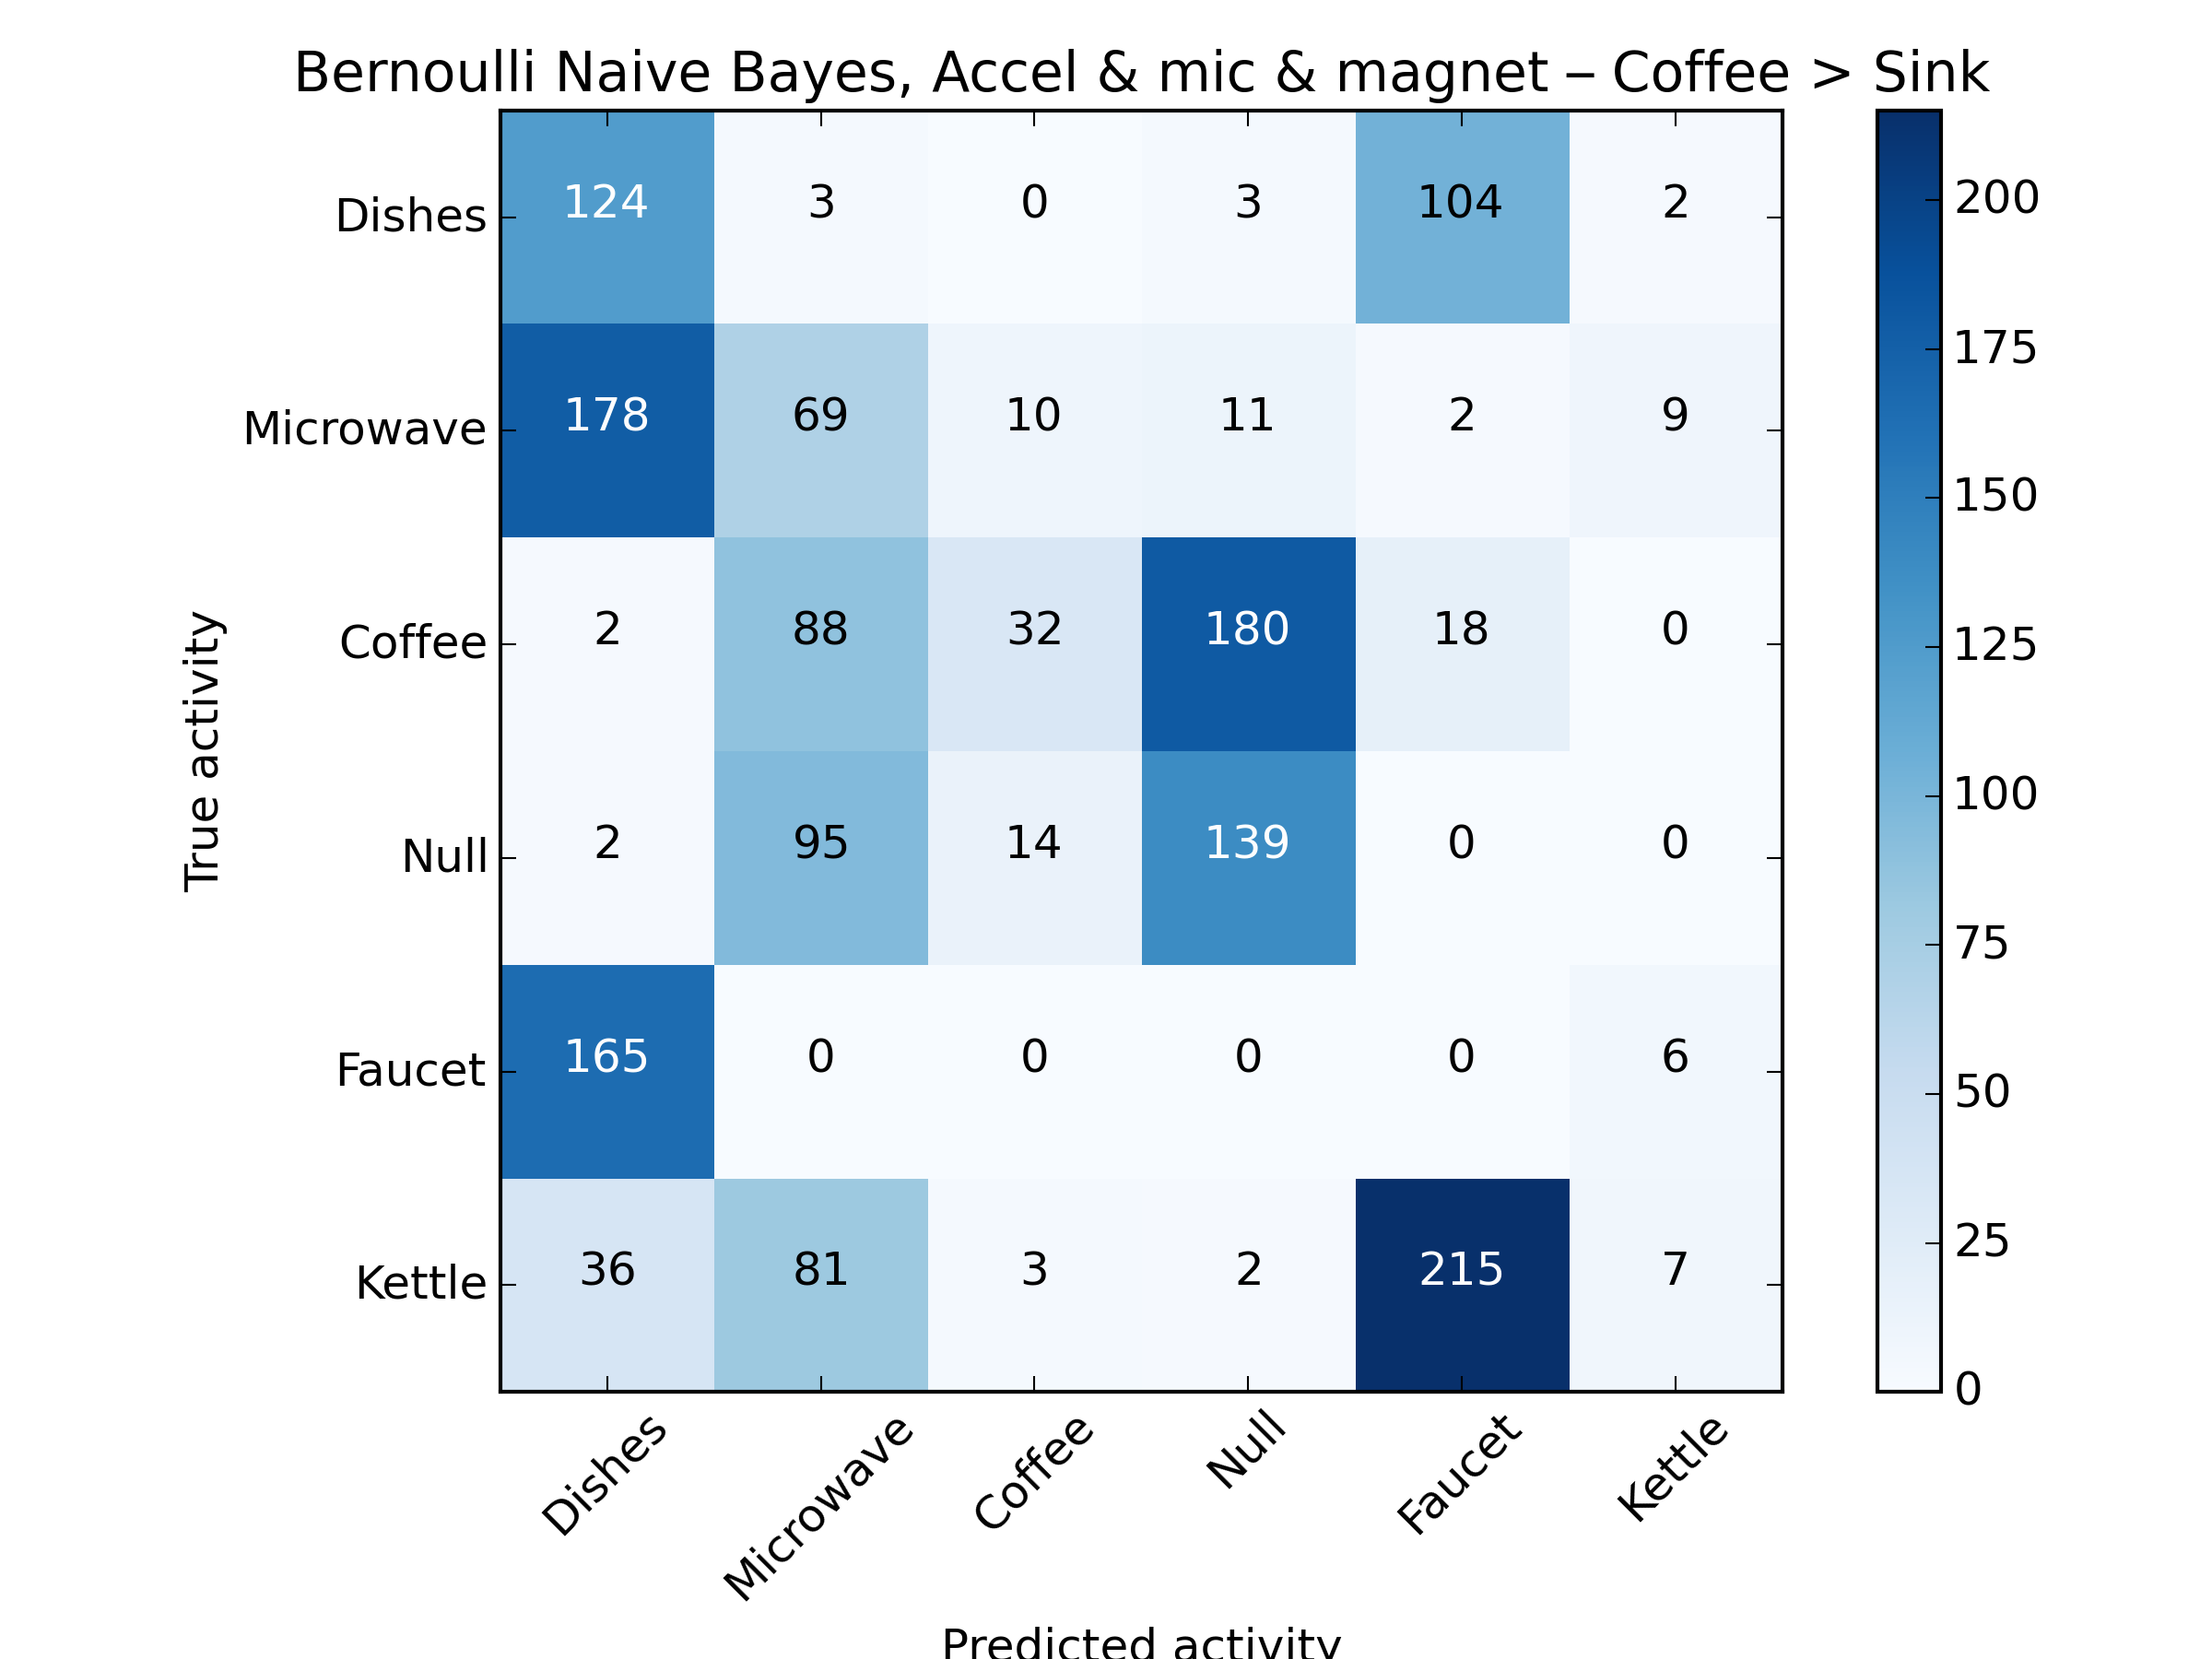 Bernoulli Naive Bayes, Accel & mic & magnet – Coffee > Sink
Dishes 124 3 0 3 104 2
Microwave 178 69 10 11 2 9
Coffee 2 88 32 180 18 0
Null 2 95 14 139 0 0
Faucet 165 0 0 0 0 6
Kettle 36 81 3 2 215 7
True activity
Dishes Microwave Coffee Null Faucet Kettle
Predicted activity
200
175
150
125
100
75
50
25
0